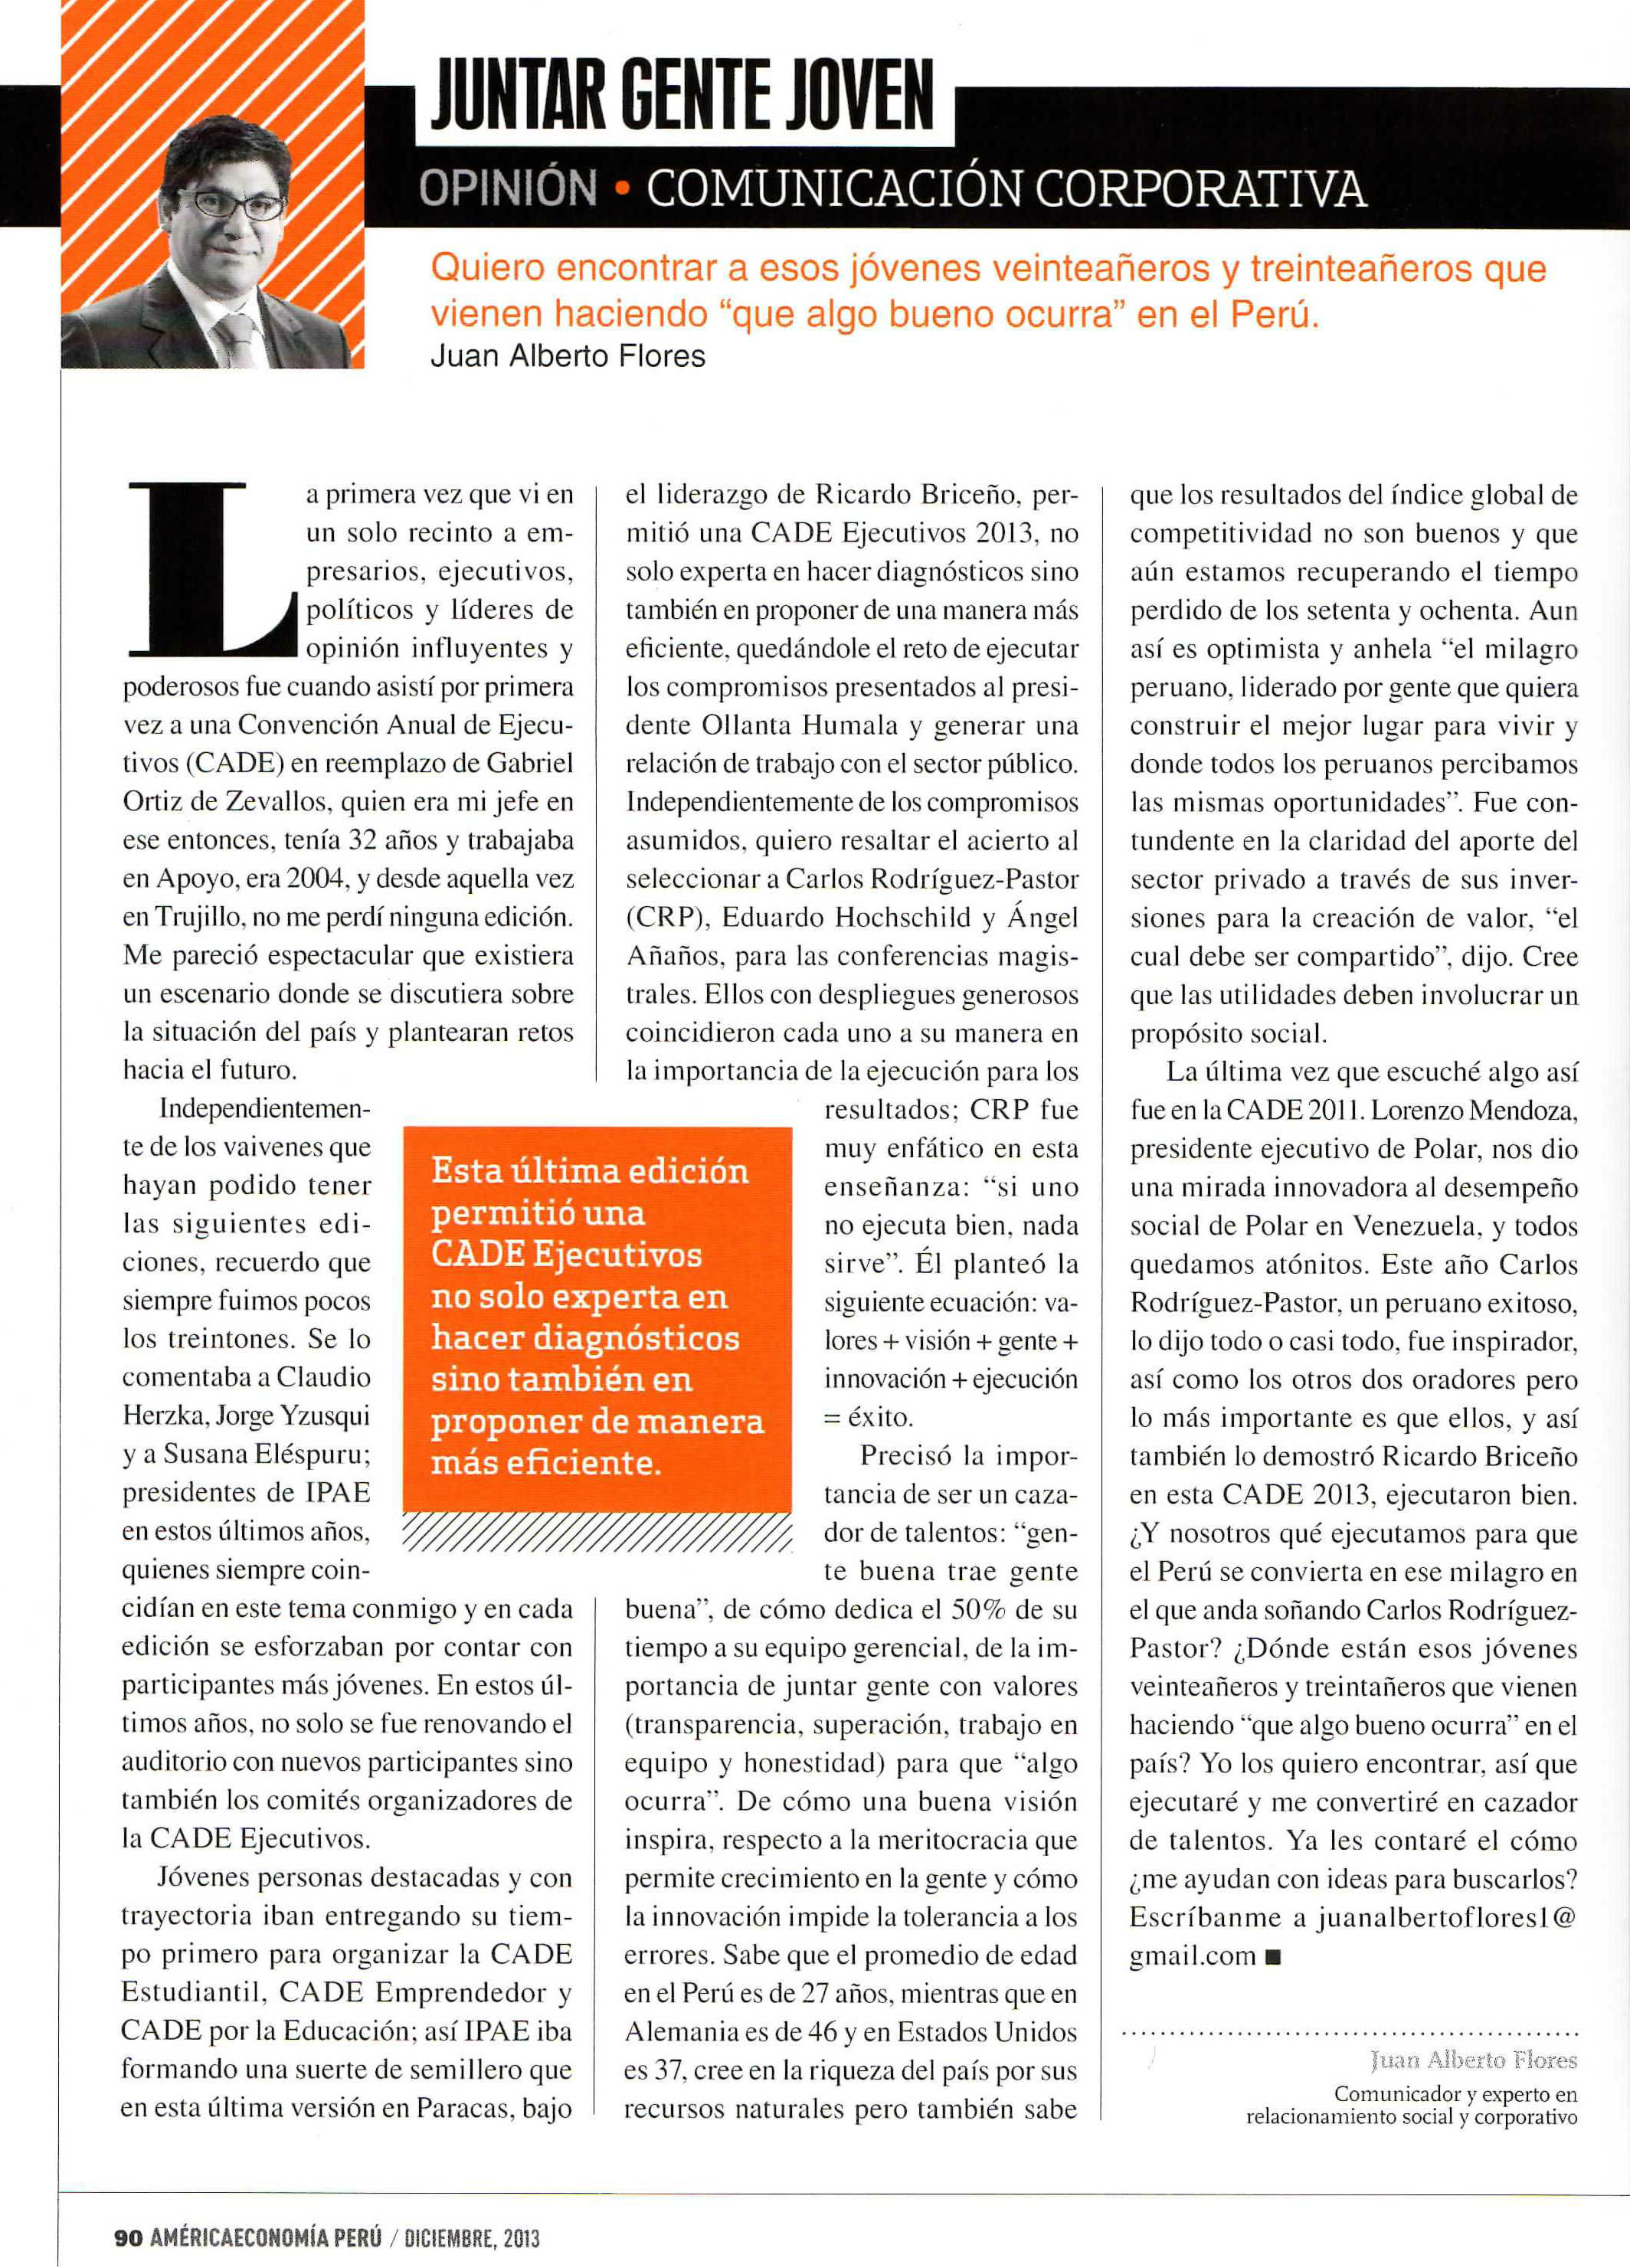 JUNTAR GENTE JOVEN
OPINIÓN • COMUNICACIÓN CORPORATIVA
Quiero encontrar a esos jóvenes veinteañeros y treinteañeros que
vienen haciendo “que algo bueno ocurra” en el Perú.
Juan Alberto Flores
La primera vez que vi en
un solo recinto a em-
presarios, ejecutivos,
políticos y líderes de
opinión influyentes y
poderosos fue cuando asistí por primera
vez a una Convención Anual de Ejecu-
tivos (CADE) en reemplazo de Gabriel
Ortiz de Zevallos, quien era mi jefe en
ese entonces, tenía 32 años y trabajaba
en Apoyo, era 2004, y desde aquella vez
en Trujillo, no me perdí ninguna edición.
Me pareció espectacular que existiera
un escenario donde se discutiera sobre
la situación del país y plantearan retos
hacia el futuro.
Independientemen-
te de los vaivenes que
hayan podido tener
las siguientes edi-
ciones, recuerdo que
siempre fuimos pocos
los treintones. Se lo
comentaba a Claudio
Herzka, Jorge Yzusqui
y a Susana Eléspuru;
presidentes de IPAE
en estos últimos años,
quienes siempre coin-
cidían en este tema conmigo y en cada
edición se esforzaban por contar con
participantes más jóvenes. En estos úl-
timos años, no solo se fue renovando el
auditorio con nuevos participantes sino
también los comités organizadores de
la CADE Ejecutivos.
Jóvenes personas destacadas y con
trayectoria iban entregando su tiem-
po primero para organizar la CADE
Estudiantil, CADE Emprendedor y
CADE por la Educación; así IPAE iba
formando una suerte de semillero que
en esta última versión en Paracas, bajo
Esta última edición
permitió una
CADE Ejecutivos
no solo experta en
hacer diagnósticos
sino también en
proponer de manera
más eficiente.
el liderazgo de Ricardo Briceño, per-
mitió una CADE Ejecutivos 2013, no
solo experta en hacer diagnósticos sino
también en proponer de una manera más
eficiente, quedándole el reto de ejecutar
los compromisos presentados al presi-
dente Ollanta Humala y generar una
relación de trabajo con el sector público.
Independientemente de los compromisos
asumidos, quiero resaltar el acierto al
seleccionar a Carlos Rodríguez-Pastor
(CRP), Eduardo Hochschild y Ángel
Añaños, para las conferencias magis-
trales. Ellos con despliegues generosos
coincidieron cada uno a su manera en
la importancia de la ejecución para los
resultados; CRP fue
muy enfático en esta
enseñanza: “si uno
no ejecuta bien, nada
sirve”. Él planteó la
siguiente ecuación: va-
lores + visión + gente +
innovación + ejecución
= éxito.
Precisó la impor-
tancia de ser un caza-
dor de talentos: “gen-
te buena trae gente
buena”, de cómo dedica el 50% de su
tiempo a su equipo gerencial, de la im-
portancia de juntar gente con valores
(transparencia, superación, trabajo en
equipo y honestidad) para que “algo
ocurra”. De cómo una buena visión
inspira, respecto a la meritocracia que
permite crecimiento en la gente y cómo
la innovación impide la tolerancia a los
errores. Sabe que el promedio de edad
en el Perú es de 27 años, mientras que en
Alemania es de 46 y en Estados Unidos
es 37, cree en la riqueza del país por sus
recursos naturales pero también sabe
que los resultados del índice global de
competitividad no son buenos y que
aún estamos recuperando el tiempo
perdido de los setenta y ochenta. Aun
así es optimista y anhela “el milagro
peruano, liderado por gente que quiera
construir el mejor lugar para vivir y
donde todos los peruanos percibamos
las mismas oportunidades”. Fue con-
tundente en la claridad del aporte del
sector privado a través de sus inver-
siones para la creación de valor, “el
cual debe ser compartido”, dijo. Cree
que las utilidades deben involucrar un
propósito social.
La última vez que escuché algo así
fue en la CADE 2011. Lorenzo Mendoza,
presidente ejecutivo de Polar, nos dio
una mirada innovadora al desempeño
social de Polar en Venezuela, y todos
quedamos atónitos. Este año Carlos
Rodríguez-Pastor, un peruano exitoso,
lo dijo todo o casi todo, fue inspirador,
así como los otros dos oradores pero
lo más importante es que ellos, y así
también lo demostró Ricardo Briceño
en esta CADE 2013, ejecutaron bien.
¿Y nosotros qué ejecutamos para que
el Perú se convierta en ese milagro en
el que anda soñando Carlos Rodríguez-
Pastor? ¿Dónde están esos jóvenes
veinteañeros y treintañeros que vienen
haciendo “que algo bueno ocurra” en el
país? Yo los quiero encontrar, así que
ejecutaré y me convertiré en cazador
de talentos. Ya les contaré el cómo
¿me ayudan con ideas para buscarlos?
Escríbanme a juanalbertoflores1@
gmail.com ■
Juan Alberto Flores
Comunicador y experto en
relacionamiento social y corporativo
90 AMÉRICAECONOMÍA PERÚ / DICIEMBRE, 2013